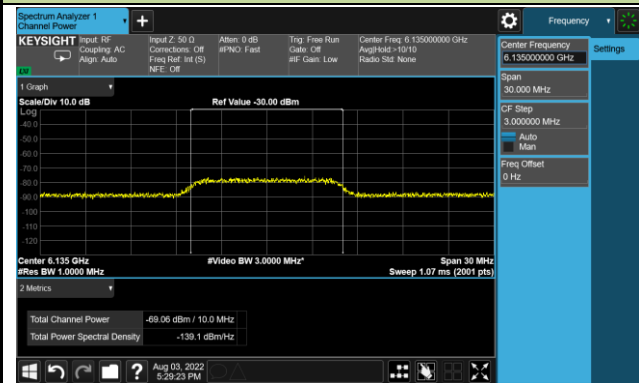 Spectrum Analyzer 1
Channel Power
+
Frequency
KEYSIGHT
Input: RF
Coupling: AC
Align: Auto
Input Z: 50 Ω
Corrections: Off
Freq Ref: Int (S)
NFE: Off
Atten: 0 dB
#PNO: Fast
Trig: Free Run
Gate: Off
#IF Gain: Low
Center Freq: 6.135000000 GHz
Avg|Hold:>10/10
Radio Std: None
LXI
1 Graph
Scale/Div 10.0 dB
Ref Value -30.00 dBm
Log
-40.0
-50.0
-60.0
-70.0
-80.0
-90.0
-100
-110
-120
Center 6.135 GHz
#Video BW 3.0000 MHz*
Span 30 MHz
#Res BW 1.0000 MHz
Sweep 1.07 ms (2001 pts)
2 Metrics
Total Channel Power
-69.06 dBm / 10.0 MHz
Total Power Spectral Density
-139.1 dBm/Hz
?
Aug 03, 2022
5:29:23 PM
Center Frequency
6.135000000 GHz
Settings
Span
30.000 MHz
CF Step
3.000000 MHz
Auto
Man
Freq Offset
0 Hz